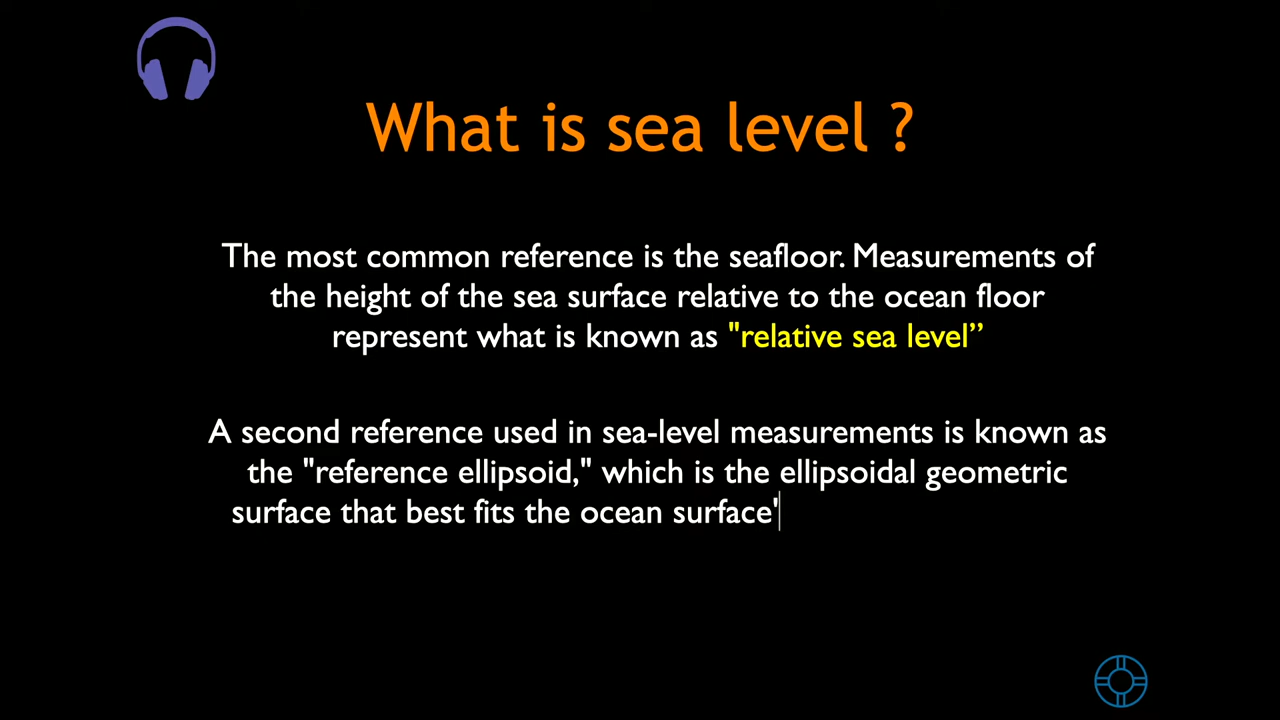 What is sea level ?
The most common reference is the seafloor. Measurements of
the height of the sea surface relative to the ocean floor
represent what is known as "relative sea level”
A second reference used in sea-level measurements is known as
the "reference ellipsoid," which is the ellipsoidal geometric
surface that best fits the ocean surface'